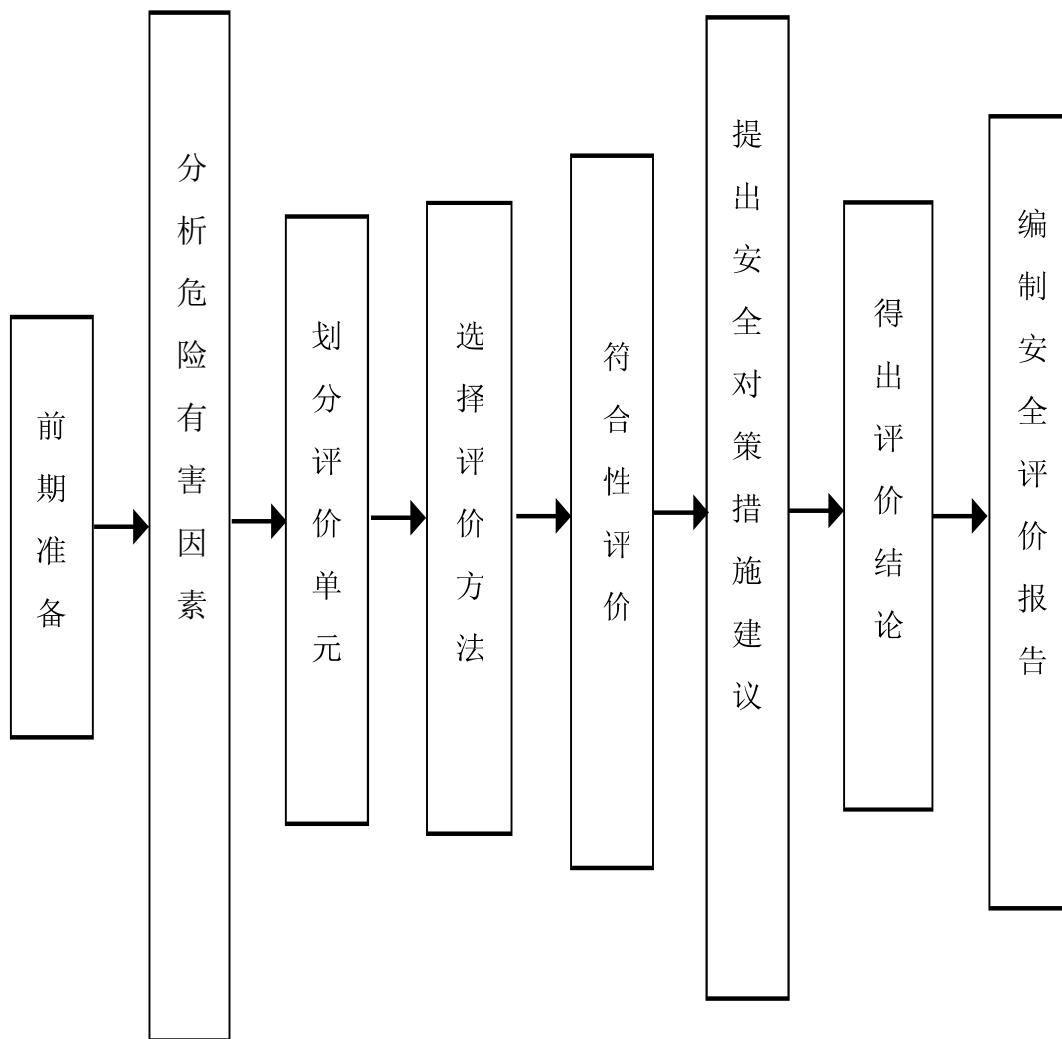 前期准备
分析危险有害因素
划分评价单元
选择评价方法
符合性评价
提出安全对策措施建议
得出评价结论
编制安全评价报告